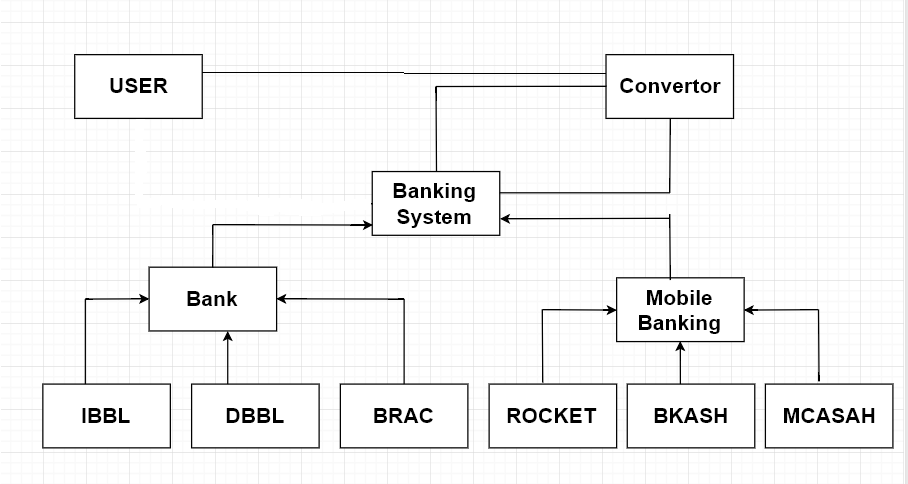 USER
Convertor
Banking
System
Bank
Mobile
Banking
IBBL
DBBL
BRAC
ROCKET
BKASH
MCASAH